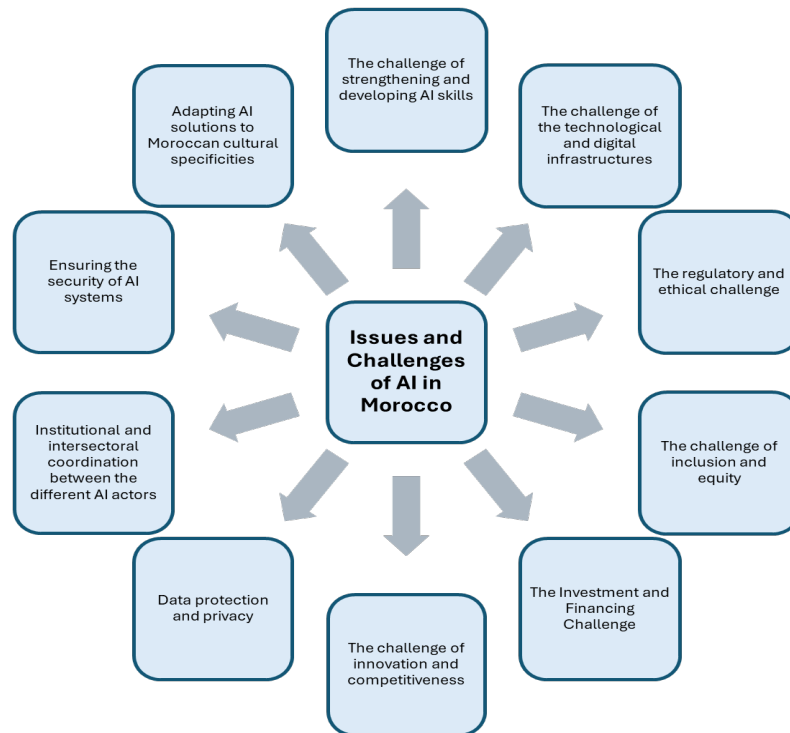 The challenge of
strengthening and
developing AI skills
The challenge of
the technological
and digital
infrastructures
The regulatory and
ethical challenge
The challenge of
inclusion and
equity
The Investment and
Financing
Challenge
The challenge of
innovation and
competitiveness
Data protection
and privacy
Institutional and
intersectoral
coordination
between the
different AI actors
Ensuring the
security of AI
systems
Adapting AI
solutions to
Moroccan cultural
specificities
Issues and
Challenges
of AI in
Morocco